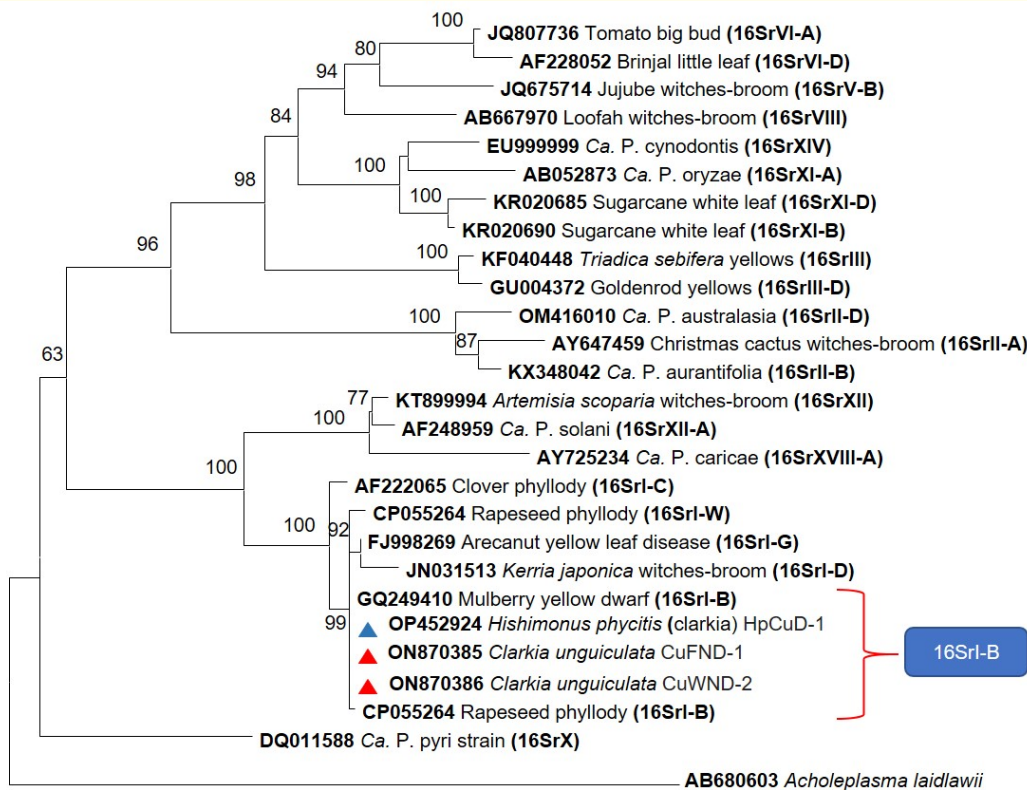 100
JQ807736 Tomato big bud (16SrVI-A)
80
AF228052 Brinjal little leaf (16SrVI-D)
94
JQ675714 Jujube witches-broom (16SrV-B)
84
AB667970 Loofah witches-broom (16SrVIII)
EU999999 Ca. P. cynodontis (16SrXIV)
100
AB052873 Ca. P. oryzae (16SrXI-A)
98
100
KR020685 Sugarcane white leaf (16SrXI-D)
KR020690 Sugarcane white leaf (16SrXI-B)
96
100
KF040448 Triadica sebifera yellows (16SrIII)
GU004372 Goldenrod yellows (16SrIII-D)
100
OM416010 Ca. P. australasia (16SrII-D)
87
AY647459 Christmas cactus witches-broom (16SrII-A)
63
KX348042 Ca. P. aurantifolia (16SrII-B)
77
KT899994 Artemisia scoparia witches-broom (16SrXII)
100
AF248959 Ca. P. solani (16SrXII-A)
AY725234 Ca. P. caricae (16SrXVIII-A)
100
AF222065 Clover phyllody (16SrI-C)
CP055264 Rapeseed phyllody (16SrI-W)
100
92
FJ998269 Arecanut yellow leaf disease (16SrI-G)
JN031513 Kerria japonica witches-broom (16SrI-D)
GQ249410 Mulberry yellow dwarf (16SrI-B)
99
OP452924 Hishimonus phycitis (clarkia) HpCuD-1
ON870385 Clarkia unguiculata CuFND-1
16SrI-B
ON870386 Clarkia unguiculata CuWND-2
CP055264 Rapeseed phyllody (16SrI-B)
DQ011588 Ca. P. pyri strain (16SrX)
AB680603 Acholeplasma laidlawii